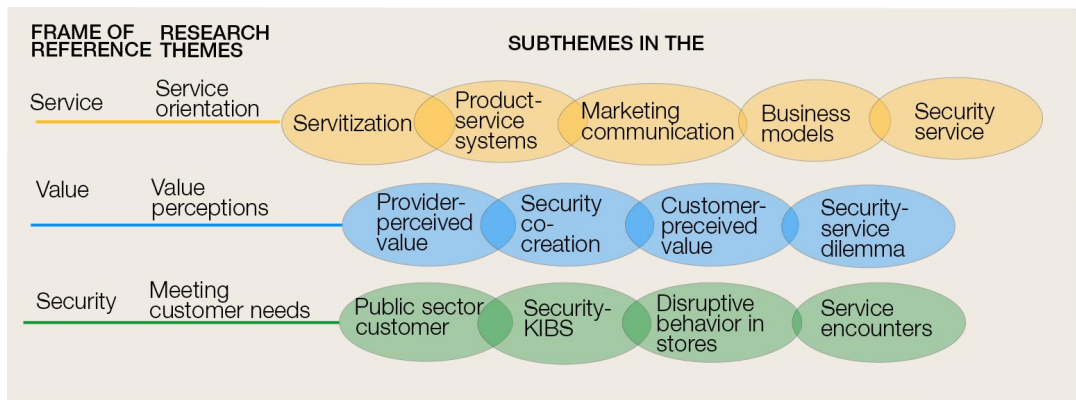 FRAME OF
REFERENCE
RESEARCH
THEMES
SUBTHEMES IN THE
Service
Service
orientation
Servitization
Product-
service
systems
Marketing
communication
Business
models
Security
service
Value
Value
perceptions
Provider-
perceived
value
Security
co-
creation
Customer-
preceived
value
Security-
service
dilemma
Security
Meeting
customer needs
Public sector
customer
Security-
KIBS
Disruptive
behavior in
stores
Service
encounters